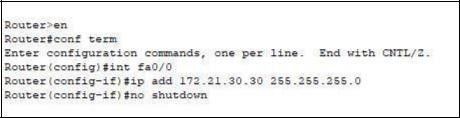 Router>en
Router#conf term
Enter configuration commands, one per line.  End with CNTL/Z.
Router(config)#int fa0/0
Router(config-if)#ip add 172.21.30.30 255.255.255.0
Router(config-if)#no shutdown